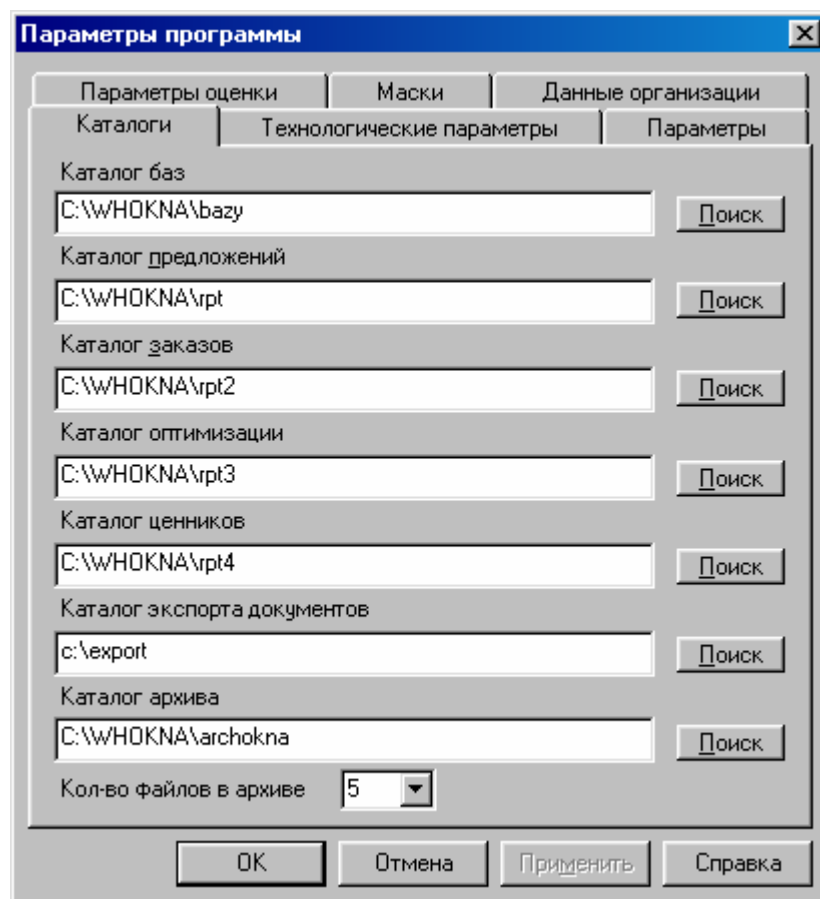 Параметры программы
Параметры оценки Маски Данные организации
Каталоги Технологические параметры Параметры
Каталог баз
C:\WHOKNA\bazy Поиск
Каталог предложений
C:\WHOKNA\rpt Поиск
Каталог заказов
C:\WHOKNA\rpt2 Поиск
Каталог оптимизации
C:\WHOKNA\rpt3 Поиск
Каталог ценников
C:\WHOKNA\rpt4 Поиск
Каталог экспорта документов
c:\export Поиск
Каталог архива
C:\WHOKNA\archokna Поиск
Кол-во файлов в архиве 5
OK Отмена Применить Справка